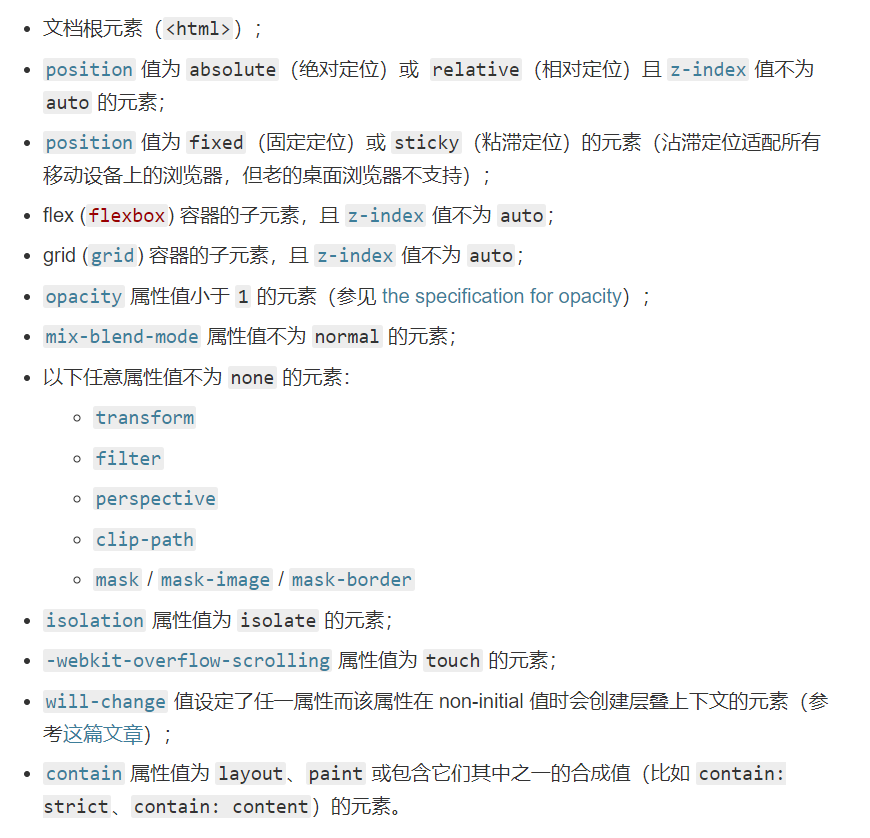 文档根元素（<html>）；
position 值为 absolute（绝对定位）或 relative（相对定位）且 z-index 值不为
auto 的元素；
position 值为 fixed（固定定位）或 sticky（粘滞定位）的元素（沾滞定位适配所有
移动设备上的浏览器，但老的桌面浏览器不支持）；
flex (flexbox) 容器的子元素，且 z-index 值不为 auto；
grid (grid) 容器的子元素，且 z-index 值不为 auto；
opacity 属性值小于 1 的元素（参见 the specification for opacity）；
mix-blend-mode 属性值不为 normal 的元素；
以下任意属性值不为 none 的元素：
transform
filter
perspective
clip-path
mask / mask-image / mask-border
isolation 属性值为 isolate 的元素；
-webkit-overflow-scrolling 属性值为 touch 的元素；
will-change 值设定了任一属性而该属性在 non-initial 值时会创建层叠上下文的元素（参
考这篇文章）；
contain 属性值为 layout、paint 或包含它们其中之一的合成值（比如 contain:
strict、contain: content）的元素。